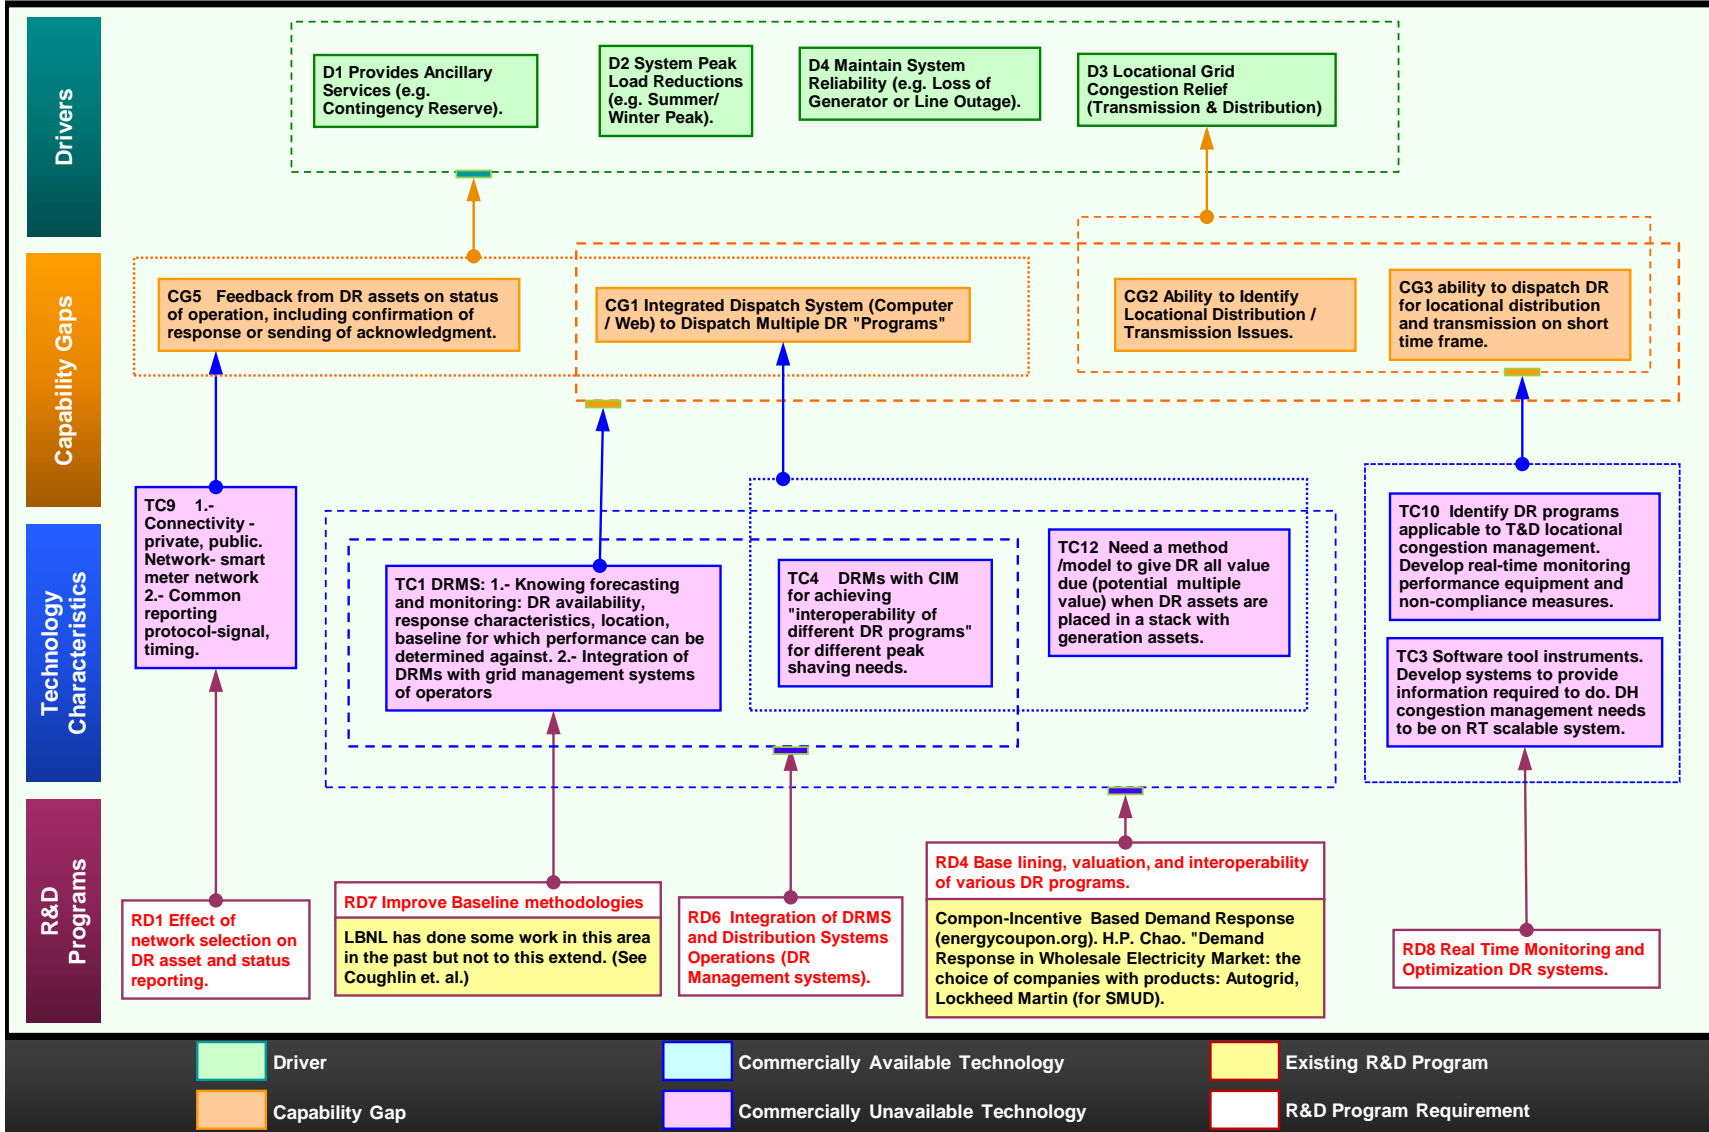 Drivers
D1 Provides Ancillary
Services (e.g.
Contingency Reserve).
D2 System Peak
Load Reductions
(e.g. Summer/
Winter Peak).
D4 Maintain System
Reliability (e.g. Loss of
Generator or Line Outage).
D3 Locational Grid
Congestion Relief
(Transmission & Distribution)
Capability Gaps
CG5 Feedback from DR assets on status
of operation, including confirmation of
response or sending of acknowledgment.
CG1 Integrated Dispatch System (Computer
/ Web) to Dispatch Multiple DR "Programs"
CG2 Ability to Identify
Locational Distribution /
Transmission Issues.
CG3 ability to dispatch DR
for locational distribution
and transmission on short
time frame.
Technology
Characteristics
TC9 1.-
Connectivity -
private, public.
Network- smart
meter network
2.- Common
reporting
protocol-signal,
timing.
TC1 DRMS: 1.- Knowing forecasting
and monitoring: DR availability,
response characteristics, location,
baseline for which performance can be
determined against. 2.- Integration of
DRMs with grid management systems
of operators
TC4 DRMs with CIM
for achieving
"interoperability of
different DR programs"
for different peak
shaving needs.
TC12 Need a method
/model to give DR all value
due (potential multiple
value) when DR assets are
placed in a stack with
generation assets.
TC10 Identify DR programs
applicable to T&D locational
congestion management.
Develop real-time monitoring
performance equipment and
non-compliance measures.
TC3 Software tool instruments.
Develop systems to provide
information required to do. DH
congestion management needs
to be on RT scalable system.
R&D
Programs
RD1 Effect of
network selection on
DR asset and status
reporting.
RD7 Improve Baseline methodologies
LBNL has done some work in this area
in the past but not to this extend. (See
Coughlin et. al.)
RD6 Integration of DRMS
and Distribution Systems
Operations (DR
Management systems).
RD4 Base lining, valuation, and interoperability
of various DR programs.
Compon-Incentive Based Demand Response
(energycoupon.org). H.P. Chao. "Demand
Response in Wholesale Electricity Market: the
choice of companies with products: Autogrid,
Lockheed Martin (for SMUD).
RD8 Real Time Monitoring and
Optimization DR systems.
Driver
Commercially Available Technology
Existing R&D Program
Capability Gap
Commercially Unavailable Technology
R&D Program Requirement